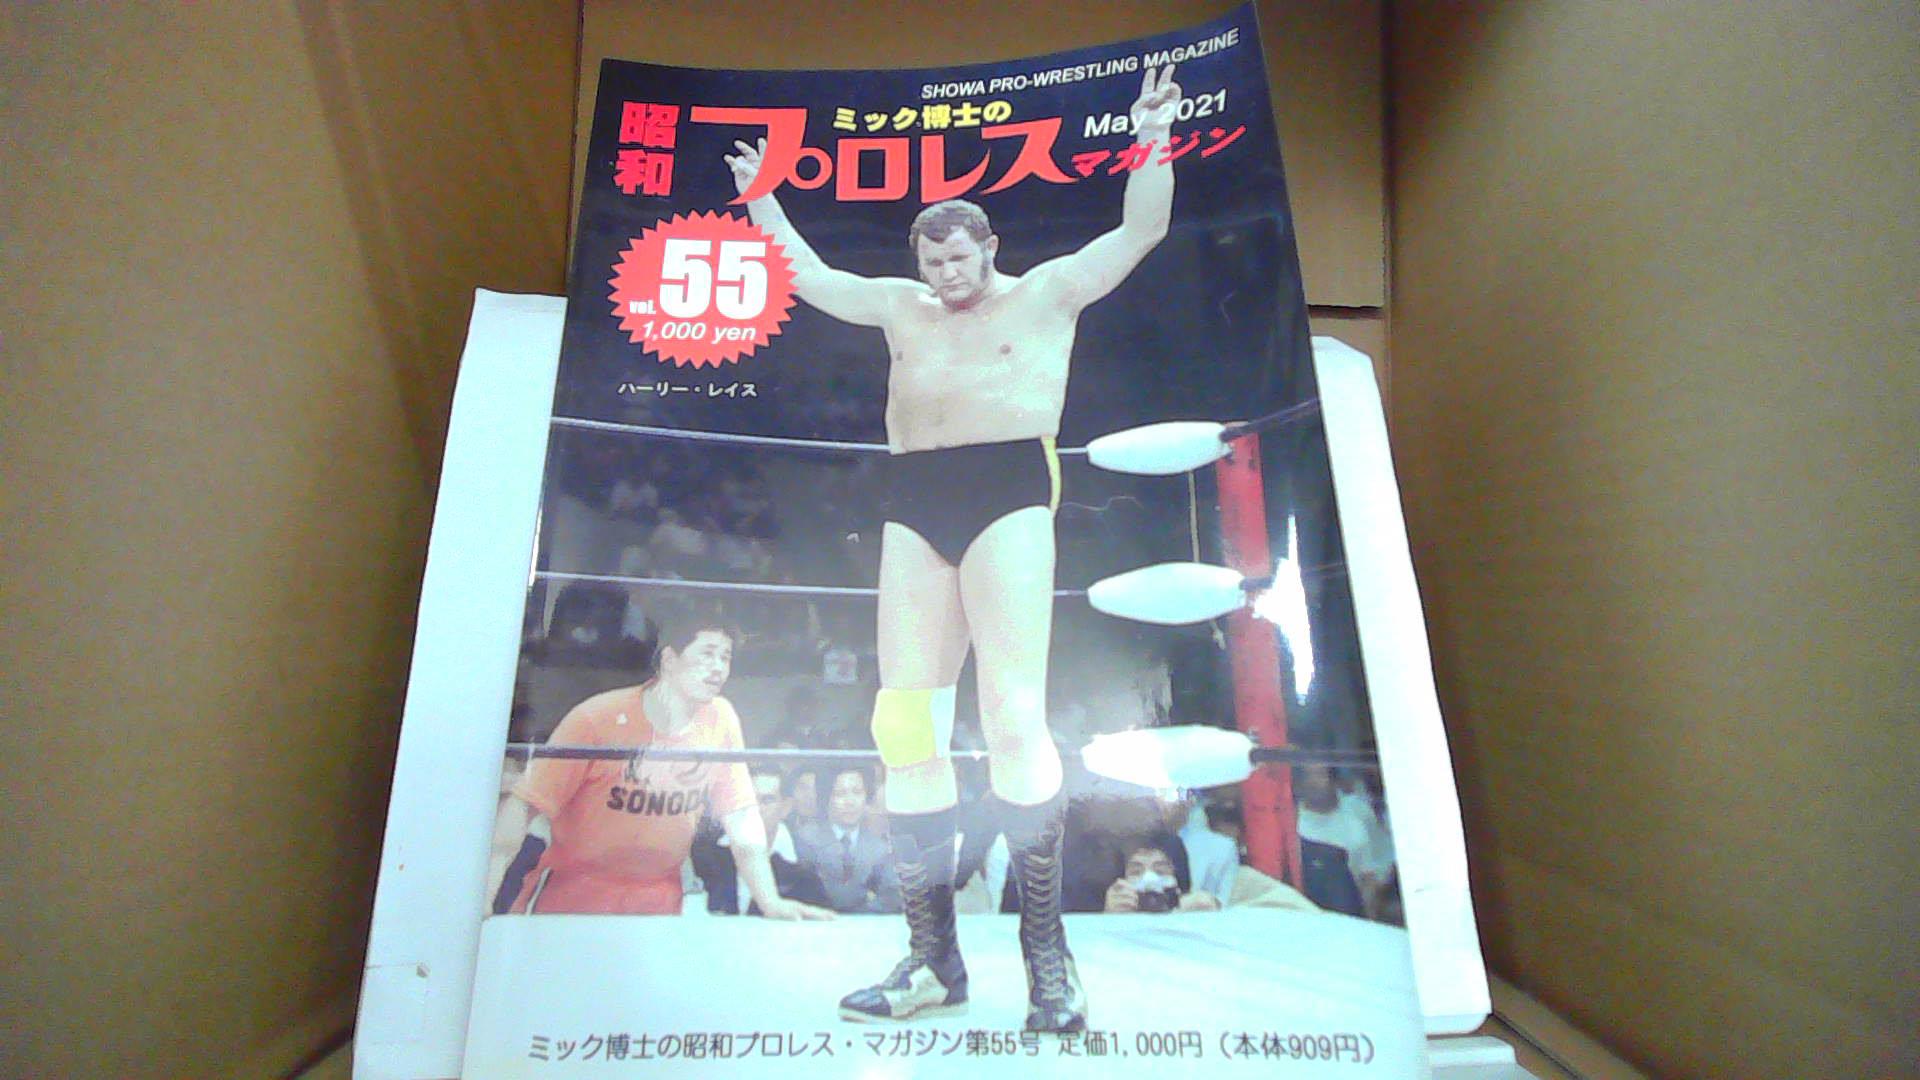 SHOWA PRO-WRESTLING MAGAZINE
ミック博士の
May 2021
昭和
プロレス
マガジン
vol. 55
1,000 yen
ハーリー・レイス
ミック博士の昭和プロレス・マガジン第55号 定価1,000円（本体909円）